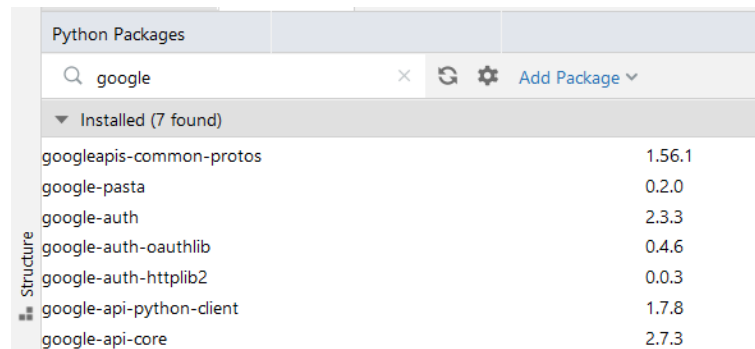 Python Packages
google
Add Package
Installed (7 found)
googleapis-common-protos 1.56.1
google-pasta 0.2.0
google-auth 2.3.3
google-auth-oauthlib 0.4.6
google-auth-httplib2 0.0.3
google-api-python-client 1.7.8
google-api-core 2.7.3
Structure